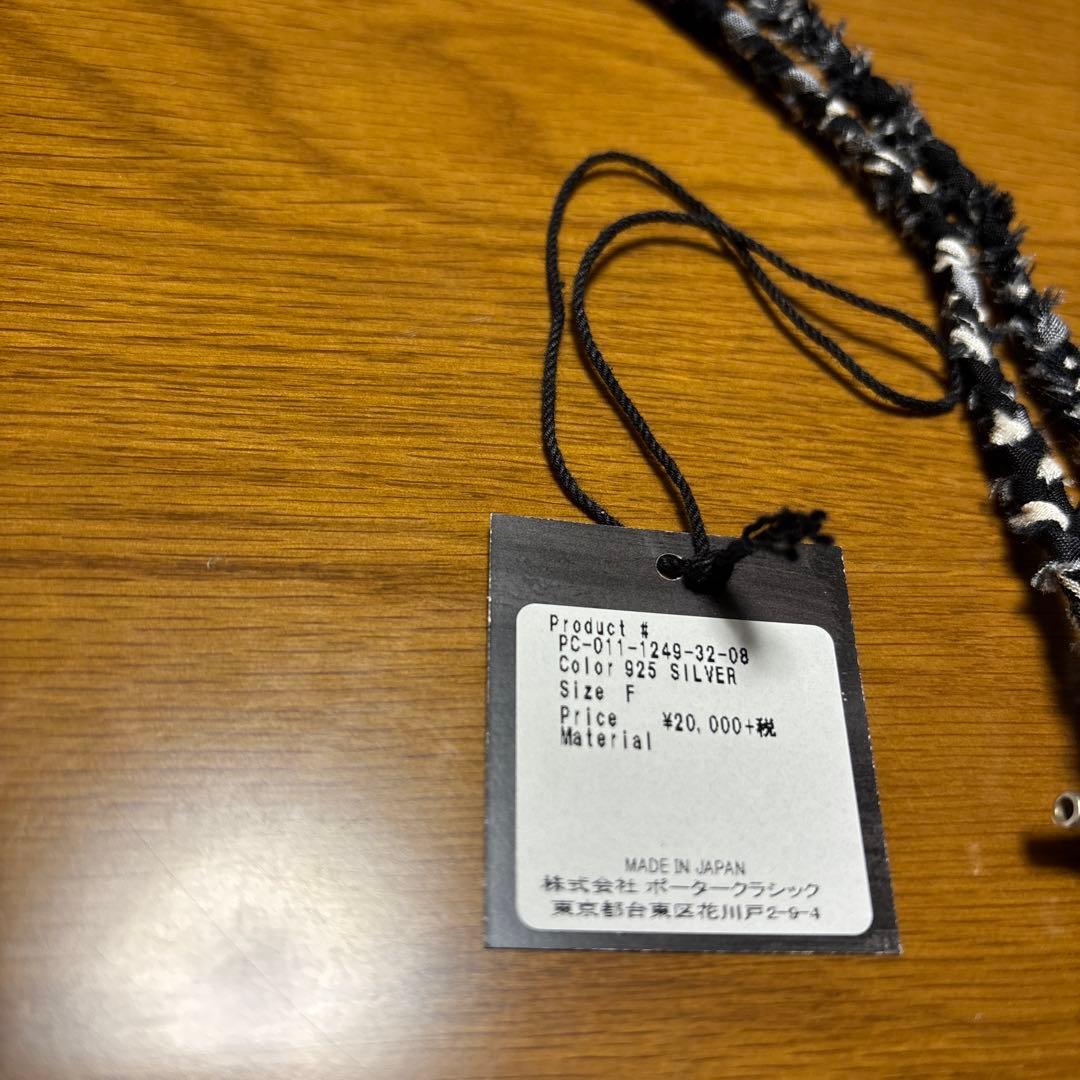 Product #
PC-011-1249-32-08
Color 925 SILVER
Size F
Price ¥20,000+税
Material
MADE IN JAPAN
株式会社 ポータークラシック
東京都台東区花川戸2-9-4